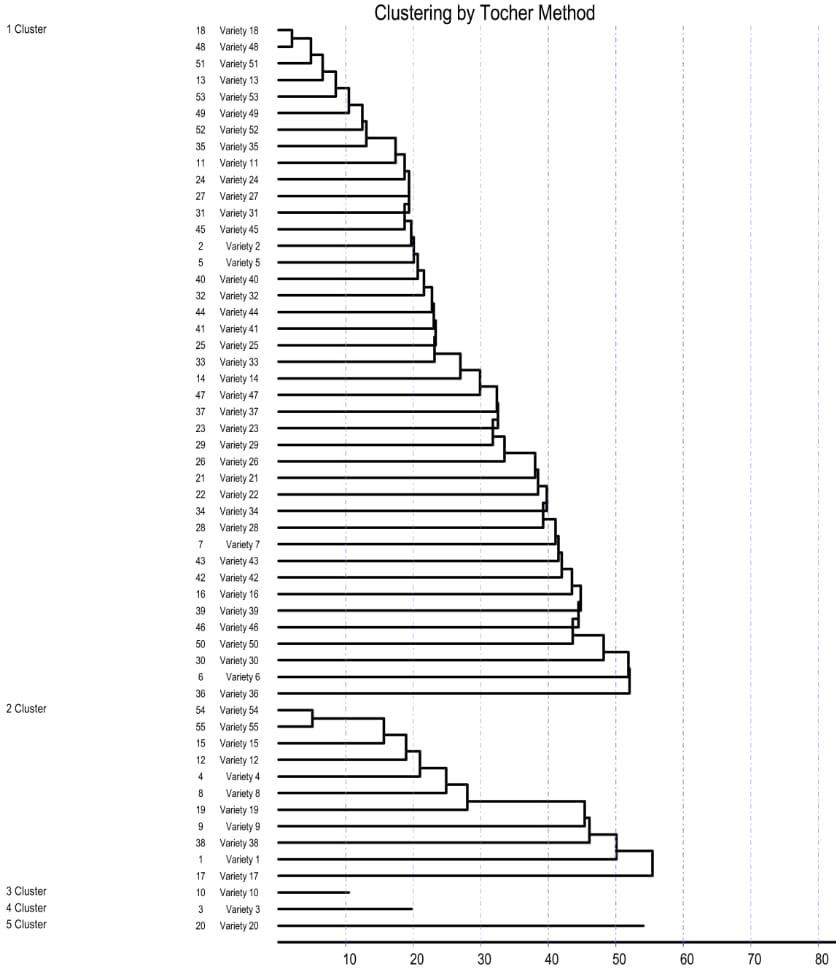 Clustering by Tocher Method
1 Cluster 18 Variety 18
48 Variety 48
51 Variety 51
13 Variety 13
53 Variety 53
49 Variety 49
52 Variety 52
35 Variety 35
11 Variety 11
24 Variety 24
27 Variety 27
31 Variety 31
45 Variety 45
2 Variety 2
5 Variety 5
40 Variety 40
32 Variety 32
44 Variety 44
41 Variety 41
25 Variety 25
33 Variety 33
14 Variety 14
47 Variety 47
37 Variety 37
23 Variety 23
29 Variety 29
26 Variety 26
21 Variety 21
22 Variety 22
34 Variety 34
28 Variety 28
7 Variety 7
43 Variety 43
42 Variety 42
16 Variety 16
39 Variety 39
46 Variety 46
50 Variety 50
30 Variety 30
6 Variety 6
36 Variety 36
2 Cluster 54 Variety 54
55 Variety 55
15 Variety 15
12 Variety 12
4 Variety 4
8 Variety 8
19 Variety 19
9 Variety 9
38 Variety 38
1 Variety 1
17 Variety 17
3 Cluster 10 Variety 10
4 Cluster 3 Variety 3
5 Cluster 20 Variety 20
10 20 30 40 50 60 70 80